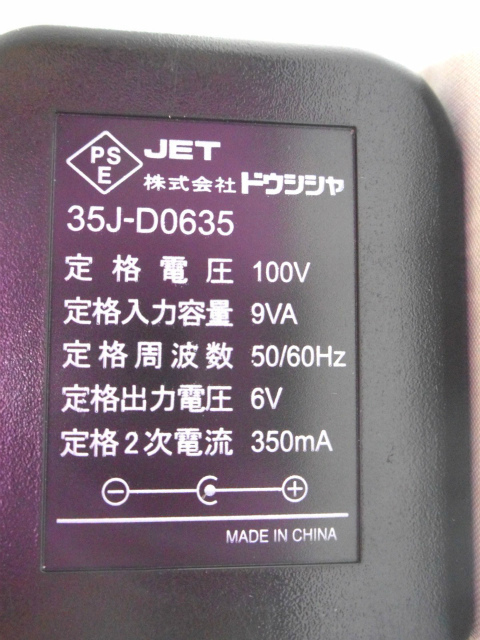 PSE JET
株式会社ドウシシャ
35J-D0635
定格電圧 100V
定格入力容量 9VA
定格周波数 50/60Hz
定格出力電圧 6V
定格2次電流 350mA
MADE IN CHINA